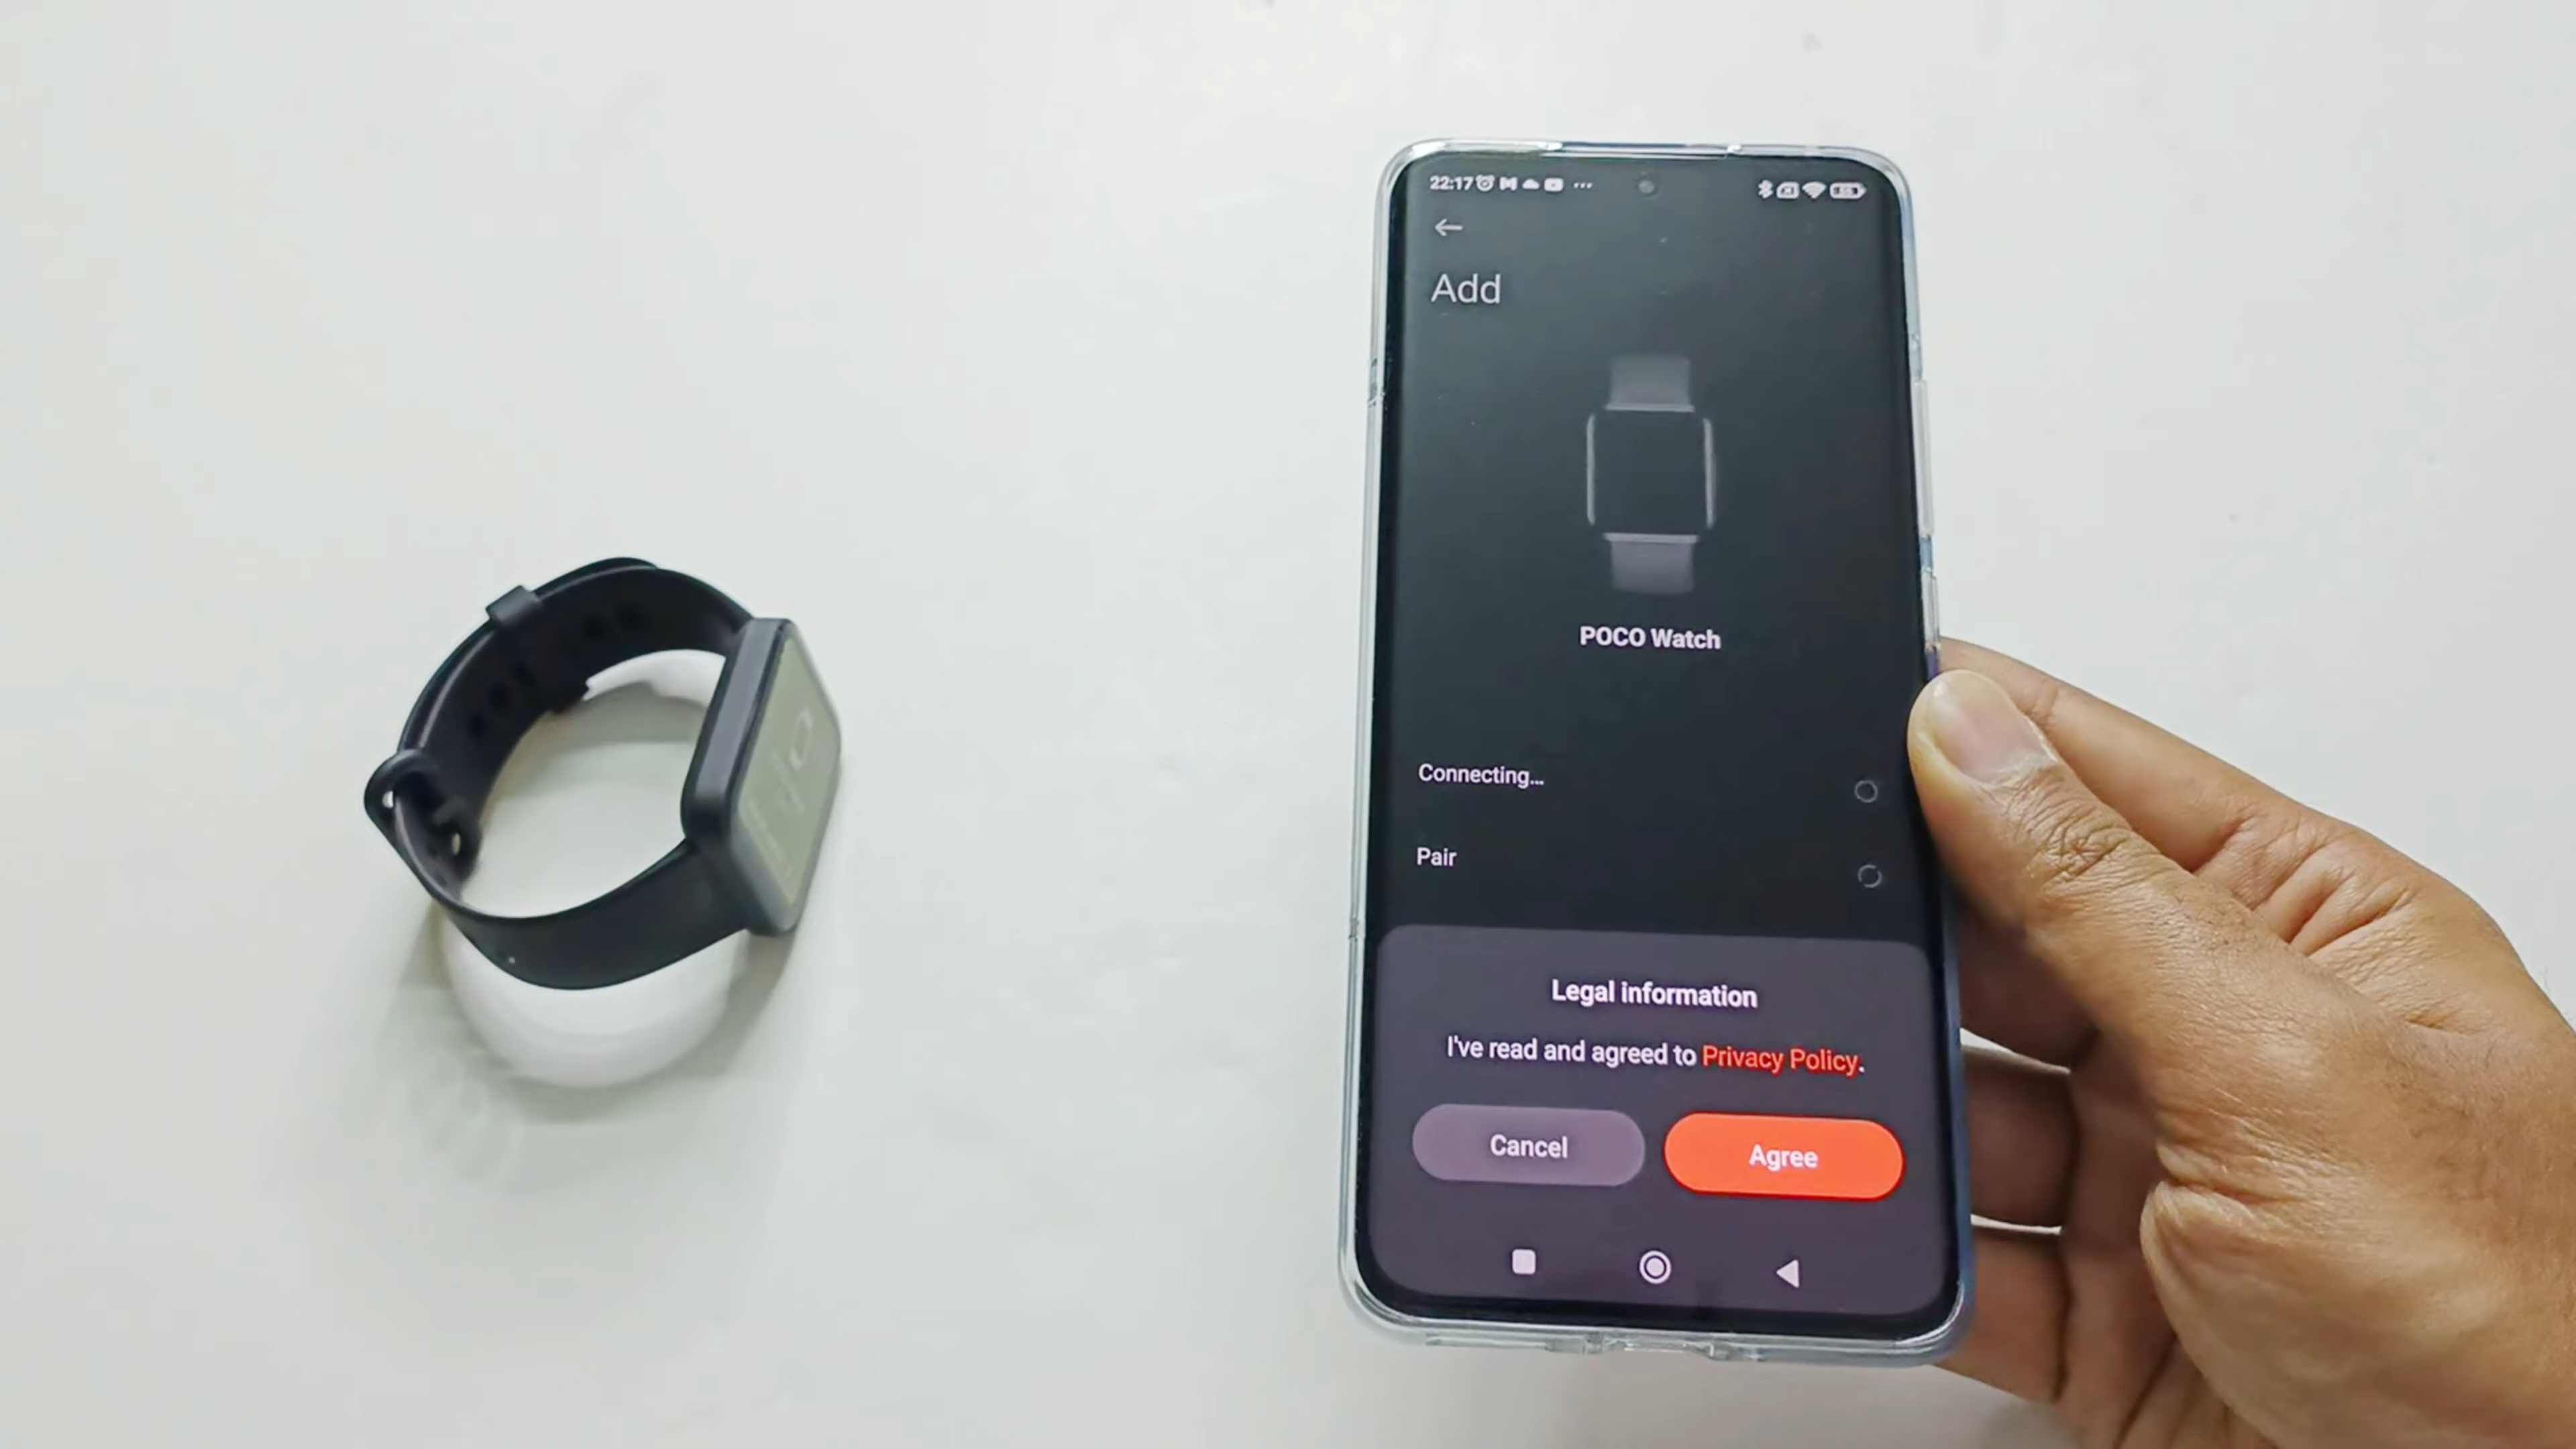 22:17
Add
POCO Watch
Connecting...
Pair
Legal information
I've read and agreed to Privacy Policy.
Cancel
Agree